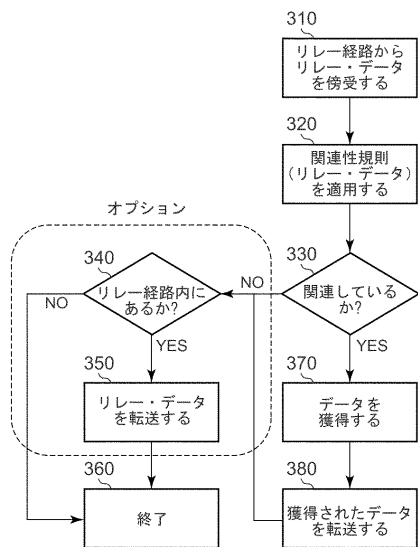 310
リレー経路から
リレー・データ
を傍受する
320
関連性規則
(リレー・データ)
を適用する
オプション
330
関連しているか?
NO
YES
340
リレー経路内に
あるか?
NO
YES
350
リレー・データ
を転送する
370
データを
獲得する
360
終了
380
獲得されたデータ
を転送する